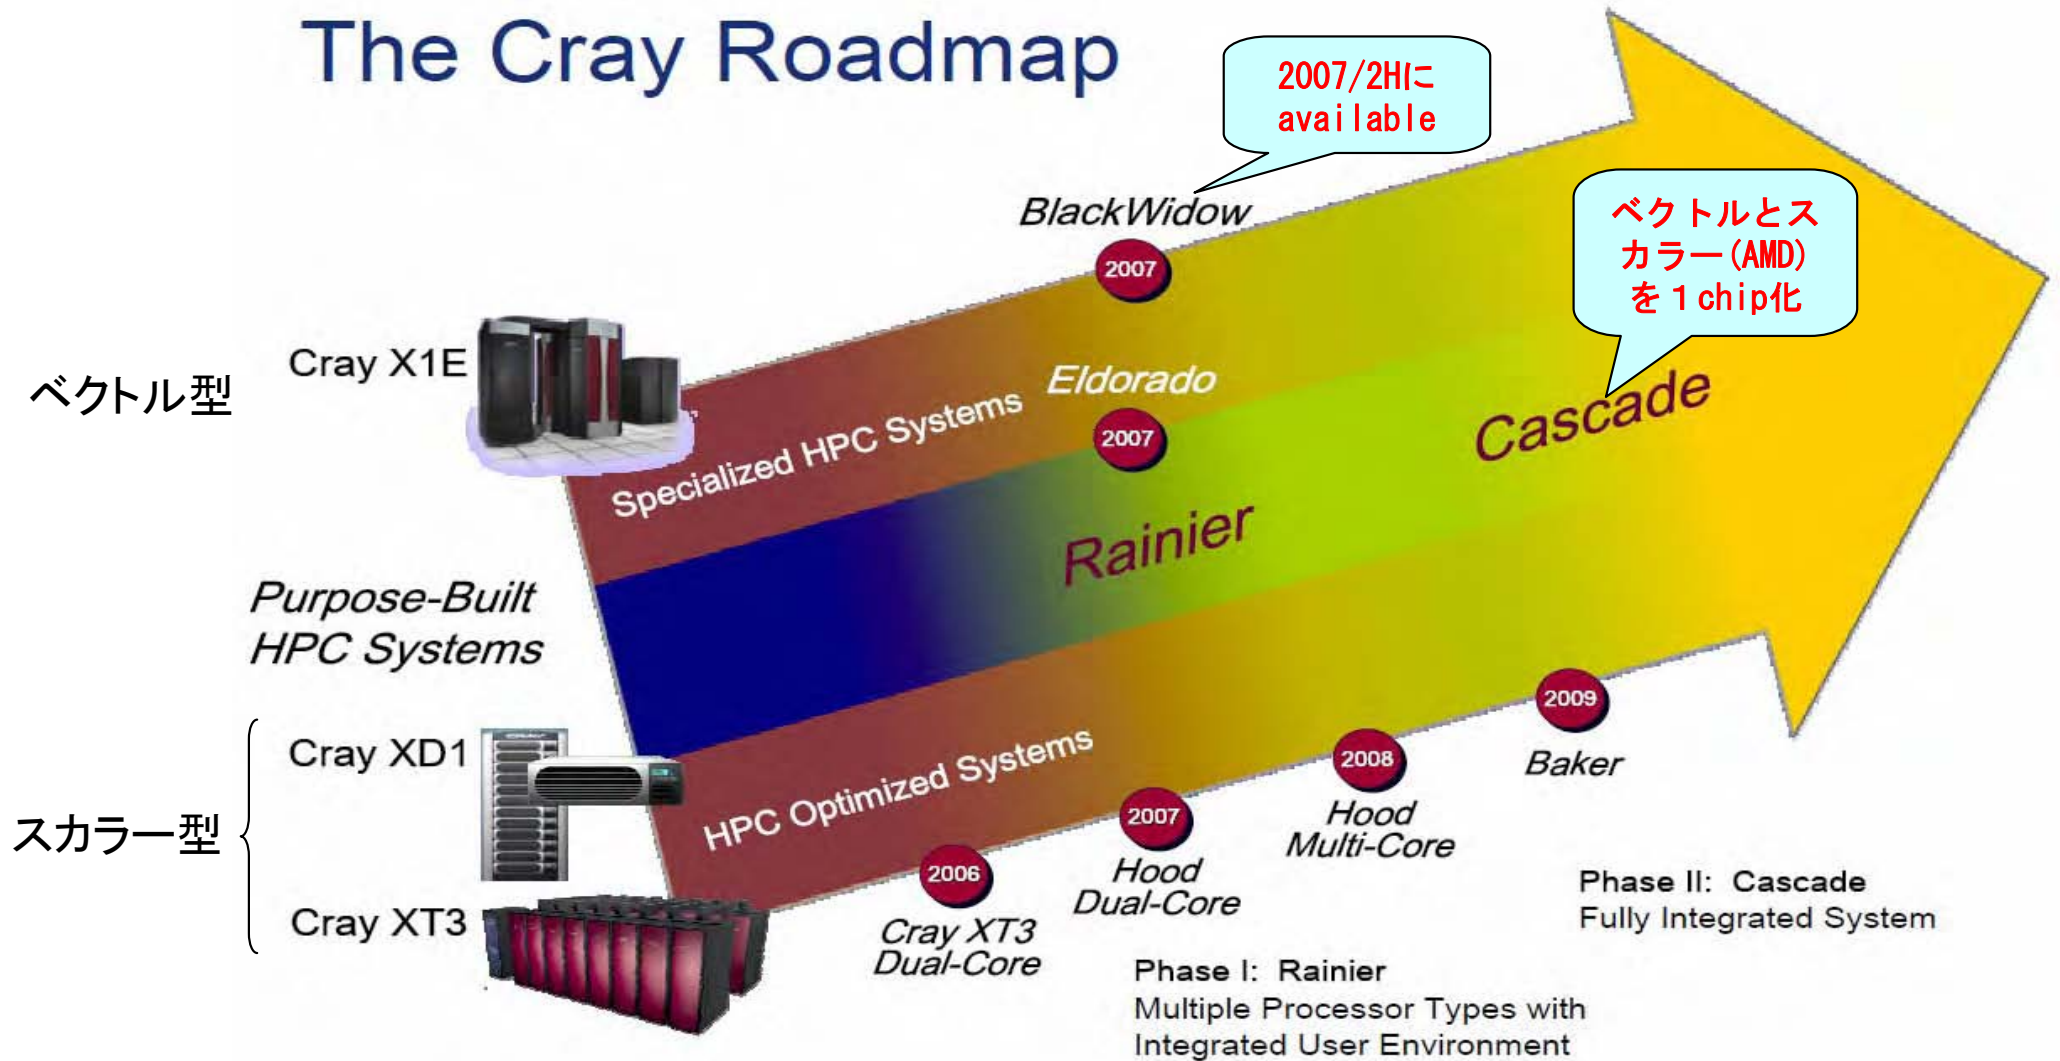 The Cray Roadmap
2007/2Hに
available
ベクトルとス
カラー(AMD)
を１chip化
BlackWidow
2007
Cray X1E
ベクトル型
Eldorado
2007
Specialized HPC Systems
Cascade
Rainier
Purpose-Built
HPC Systems
Cray XD1
スカラー型
Cray XT3
HPC Optimized Systems
2006
Cray XT3
Dual-Core
2007
Hood
Dual-Core
2008
Hood
Multi-Core
2009
Baker
Phase I: Rainier
Multiple Processor Types with
Integrated User Environment
Phase II: Cascade
Fully Integrated System